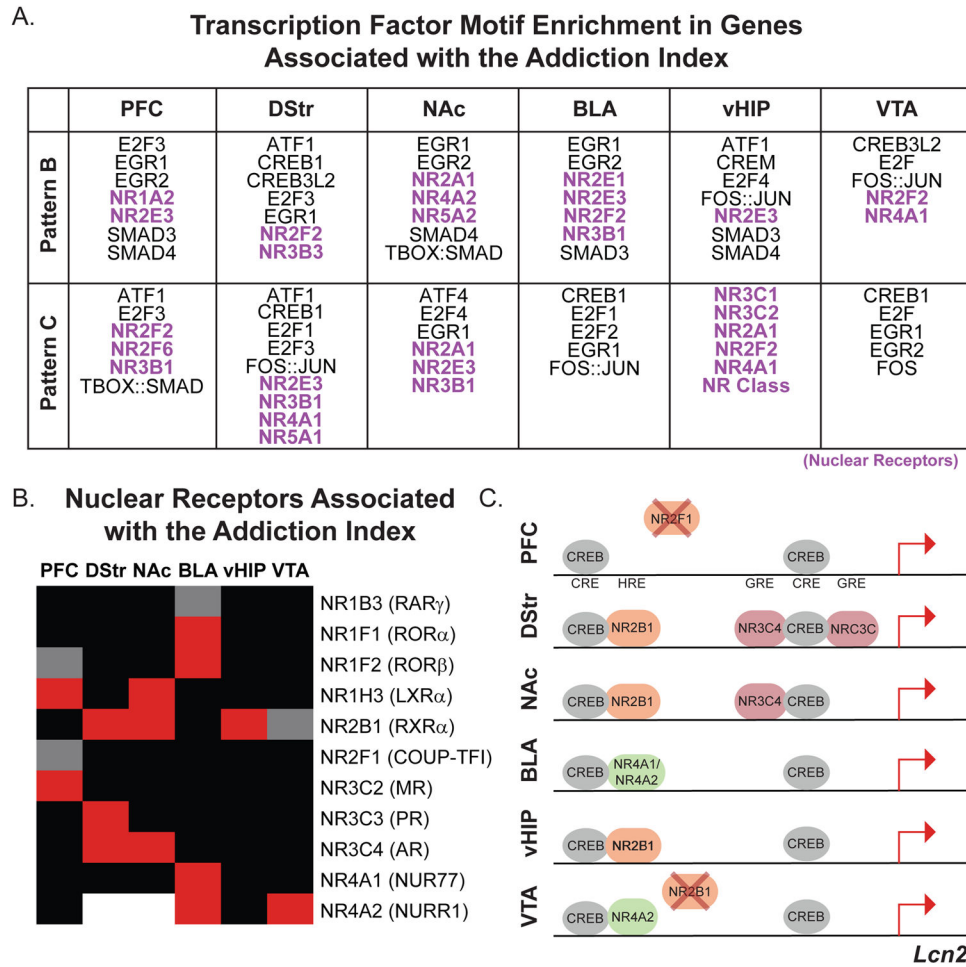 A.
Transcription Factor Motif Enrichment in Genes
Associated with the Addiction Index
PFC DStr NAc BLA vHIP VTA
Pattern B
E2F3
EGR1
EGR2
NR1A2
NR2E3
SMAD3
SMAD4
ATF1
CREB1
CREB3L2
E2F3
EGR1
NR2F2
NR3B3
EGR1
EGR2
NR2A1
NR4A2
NR5A2
SMAD4
TBOX:SMAD
EGR1
EGR2
NR2E1
NR2E3
NR2F2
NR3B1
SMAD3
ATF1
CREM
E2F4
FOS::JUN
NR2E3
SMAD3
SMAD4
CREB3L2
E2F
FOS::JUN
NR2F2
NR4A1
Pattern C
ATF1
E2F3
NR2F2
NR2F6
NR3B1
TBOX::SMAD
ATF1
CREB1
E2F1
E2F3
FOS::JUN
NR2E3
NR3B1
NR4A1
NR5A1
ATF4
E2F4
EGR1
NR2A1
NR2E3
NR3B1
CREB1
E2F1
E2F2
EGR1
FOS::JUN
NR3C1
NR3C2
NR2A1
NR2F2
NR4A1
NR Class
CREB1
E2F
EGR1
EGR2
FOS
(Nuclear Receptors)
B.
Nuclear Receptors Associated
with the Addiction Index
PFC DStr NAc BLA vHIP VTA
NR1B3 (RARγ)
NR1F1 (RORα)
NR1F2 (RORβ)
NR1H3 (LXRα)
NR2B1 (RXRα)
NR2F1 (COUP-TFI)
NR3C2 (MR)
NR3C3 (PR)
NR3C4 (AR)
NR4A1 (NUR77)
NR4A2 (NURR1)
C.
PFC
NR2F1
CREB CREB
CRE HRE GRE CRE GRE
DStr
CREB NR2B1 NR3C4 CREB NRC3C
NAc
CREB NR2B1 NR3C4 CREB
BLA
CREB NR4A1/
NR4A2 CREB
vHIP
CREB NR2B1 CREB
VTA
NR2B1
CREB NR4A2 CREB
Lcn2